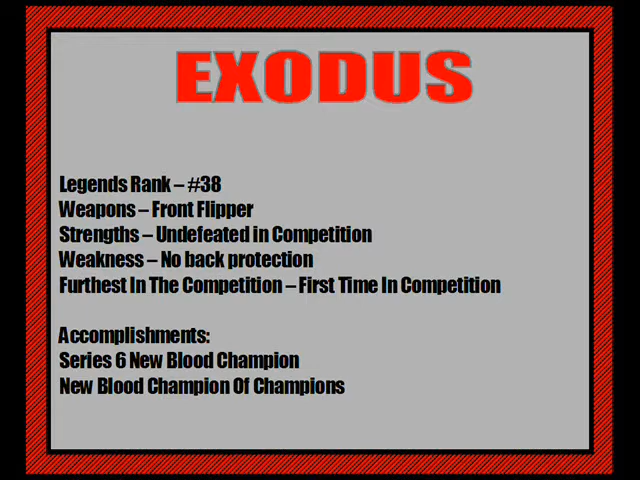 EXODUS
Legends Rank – #38
Weapons – Front Flipper
Strengths – Undefeated in Competition
Weakness – No back protection
Furthest In The Competition – First Time In Competition
Accomplishments:
Series 6 New Blood Champion
New Blood Champion Of Champions